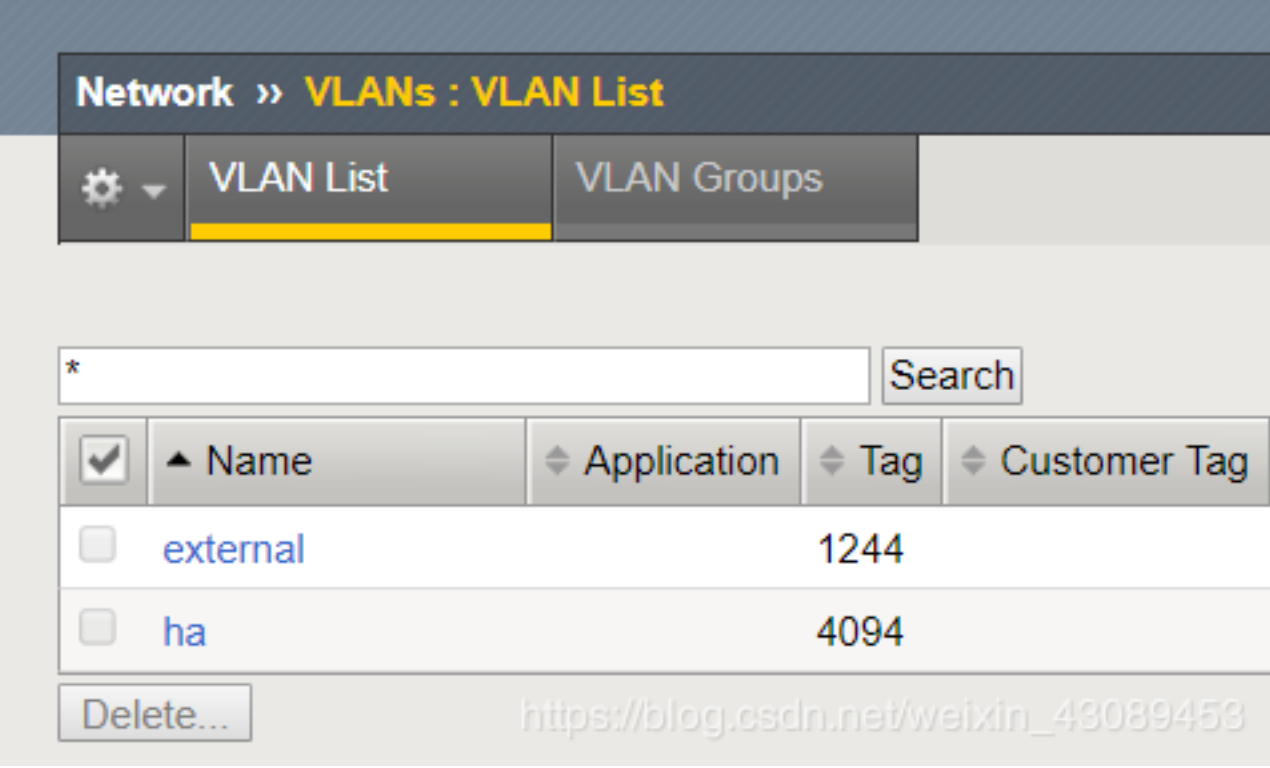 Network ›› VLANs : VLAN List
VLAN List VLAN Groups
*
Search
Name Application Tag Customer Tag
external 1244
ha 4094
Delete...
https://blog.csdn.net/weixin_43089453